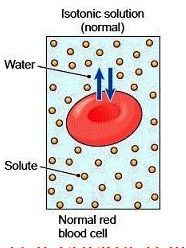 Isotonic solution
(normal)
Water
Solute
Normal red
blood cell